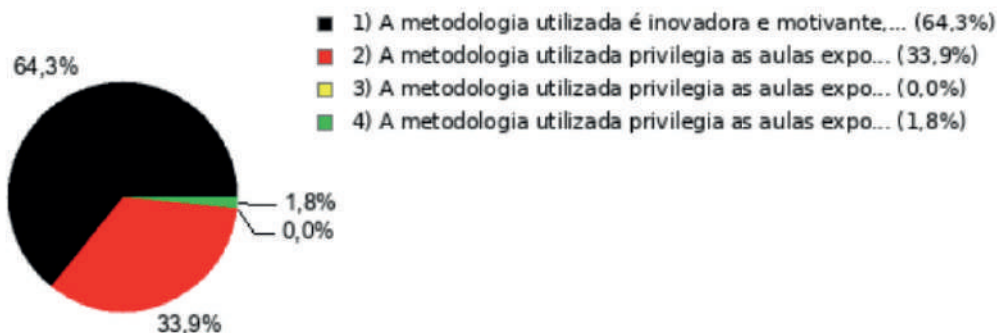 1) A metodologia utilizada é inovadora e motivante,... (64,3%)
2) A metodologia utilizada privilegia as aulas expo... (33,9%)
3) A metodologia utilizada privilegia as aulas expo... (0,0%)
4) A metodologia utilizada privilegia as aulas expo... (1,8%)
64,3%
1,8%
0,0%
33,9%